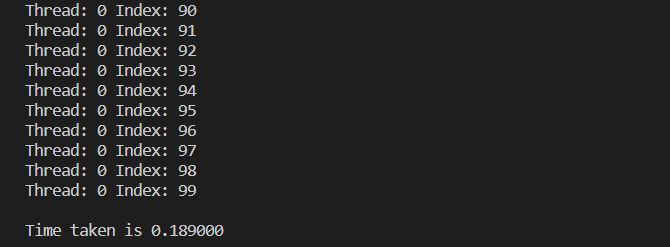 Thread: 0 Index: 90
Thread: 0 Index: 91
Thread: 0 Index: 92
Thread: 0 Index: 93
Thread: 0 Index: 94
Thread: 0 Index: 95
Thread: 0 Index: 96
Thread: 0 Index: 97
Thread: 0 Index: 98
Thread: 0 Index: 99
Time taken is 0.189000